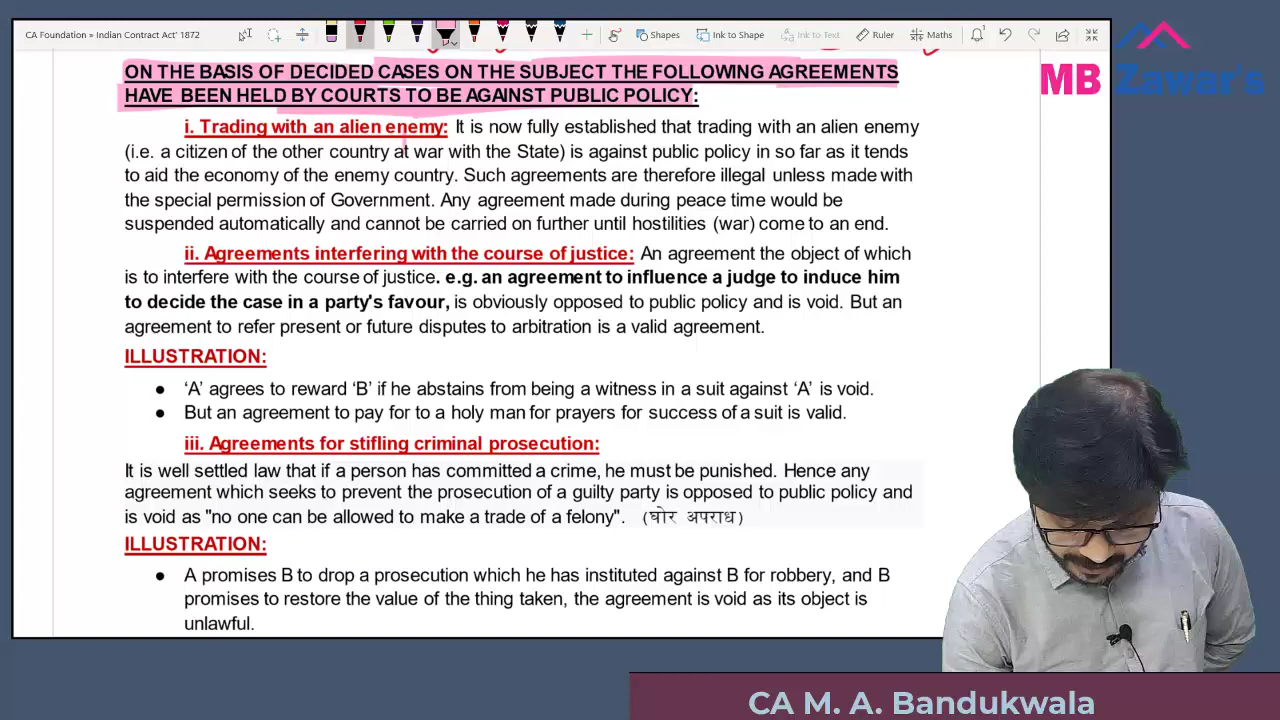 CA Foundation = Indian Contract Act' 1872
Shapes
Ink to Shape
Ink to Text
Ruler
Maths
MB Zawar's
ON THE BASIS OF DECIDED CASES ON THE SUBJECT THE FOLLOWING AGREEMENTS
HAVE BEEN HELD BY COURTS TO BE AGAINST PUBLIC POLICY:
i. Trading with an alien enemy: It is now fully established that trading with an alien enemy
(i.e. a citizen of the other country at war with the State) is against public policy in so far as it tends
to aid the economy of the enemy country. Such agreements are therefore illegal unless made with
the special permission of Government. Any agreement made during peace time would be
suspended automatically and cannot be carried on further until hostilities (war) come to an end.
ii. Agreements interfering with the course of justice: An agreement the object of which
is to interfere with the course of justice. e.g. an agreement to influence a judge to induce him
to decide the case in a party's favour, is obviously opposed to public policy and is void. But an
agreement to refer present or future disputes to arbitration is a valid agreement.
ILLUSTRATION:
● ‘A’ agrees to reward ‘B’ if he abstains from being a witness in a suit against ‘A’ is void.
● But an agreement to pay for to a holy man for prayers for success of a suit is valid.
iii. Agreements for stifling criminal prosecution:
It is well settled law that if a person has committed a crime, he must be punished. Hence any
agreement which seeks to prevent the prosecution of a guilty party is opposed to public policy and
is void as "no one can be allowed to make a trade of a felony". (घोर अपराध)
ILLUSTRATION:
● A promises B to drop a prosecution which he has instituted against B for robbery, and B
promises to restore the value of the thing taken, the agreement is void as its object is
unlawful.
CA M. A. Bandukwala